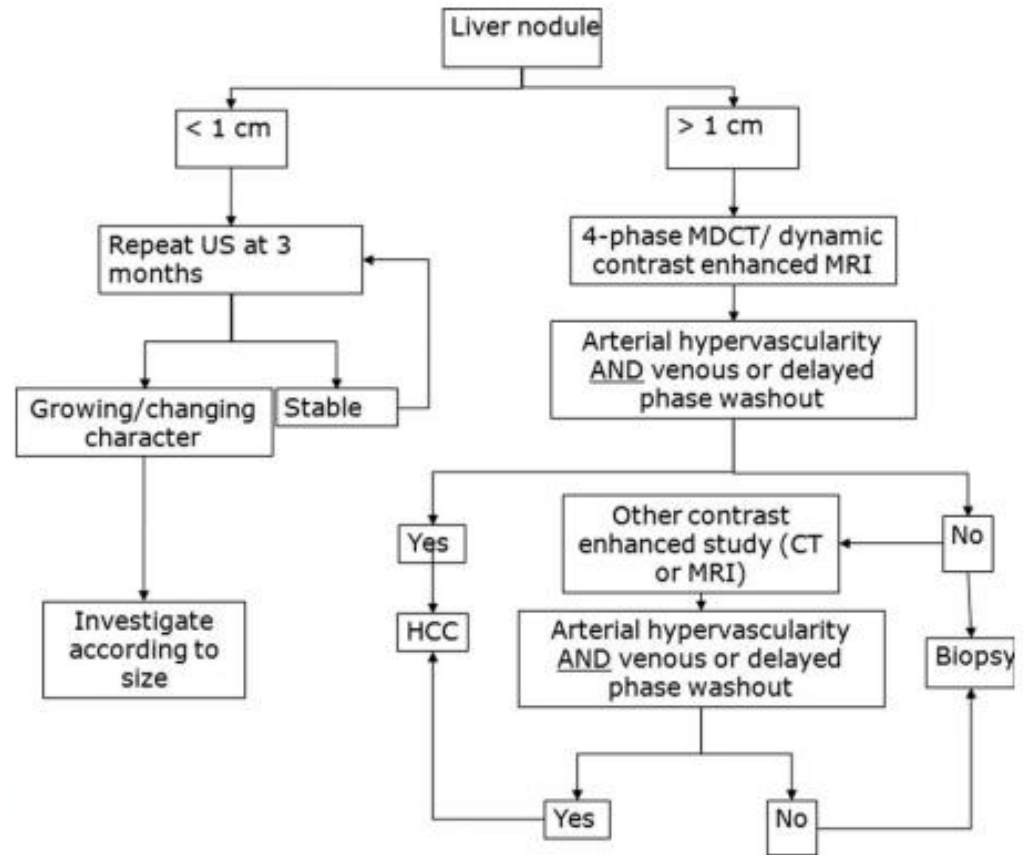 Liver nodule
< 1 cm
> 1 cm
Repeat US at 3
months
4-phase MDCT/ dynamic
contrast enhanced MRI
Arterial hypervascularity
AND venous or delayed
phase washout
Growing/changing
character
Stable
Yes
Other contrast
enhanced study (CT
or MRI)
No
Investigate
according to
size
HCC
Arterial hypervascularity
AND venous or delayed
phase washout
Biopsy
Yes
No